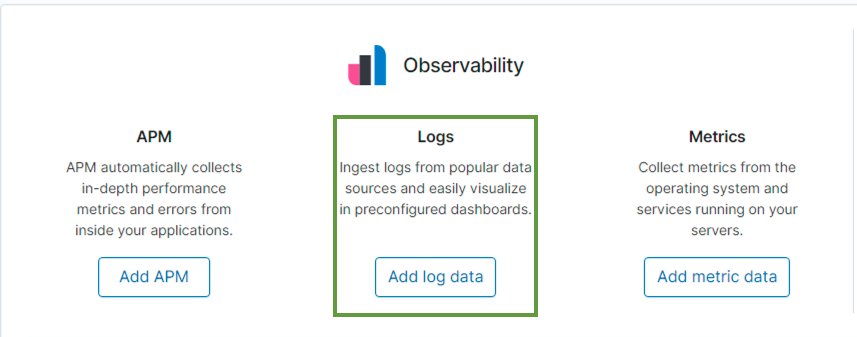 Observability
APM
APM automatically collects
in-depth performance
metrics and errors from
inside your applications.
Add APM
Logs
Ingest logs from popular data
sources and easily visualize
in preconfigured dashboards.
Add log data
Metrics
Collect metrics from the
operating system and
services running on your
servers.
Add metric data